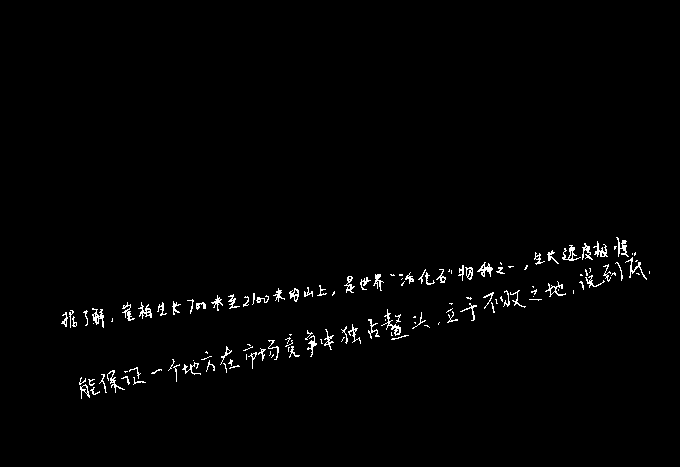 据了解，崖柏生长700米至2100米的山上，是世界“活化石”物种之一，生长速度极慢，
能保证一个地方在市场竞争中独占鳌头，立于不败之地，说到底，